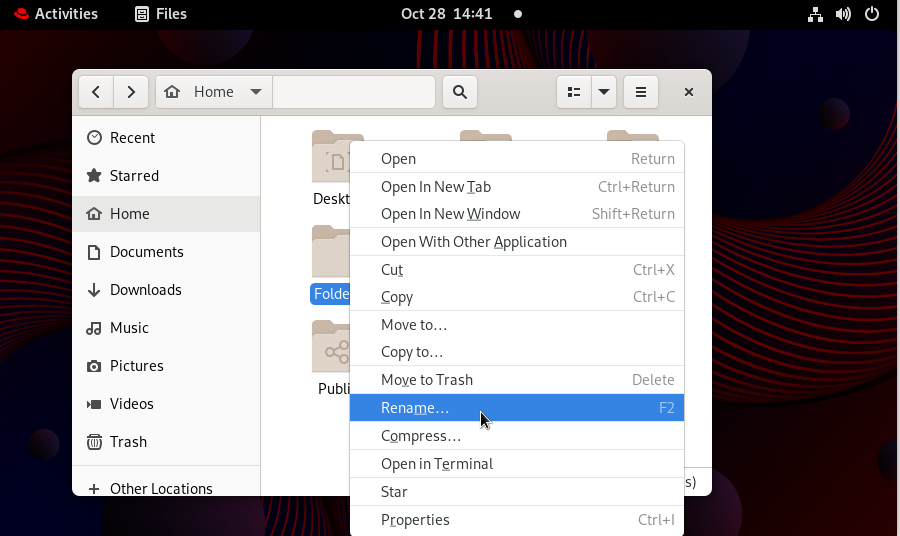 Activities Files Oct 28 14:41
Home
Recent
Starred
Home
Documents
Downloads
Music
Pictures
Videos
Trash
Other Locations
Deskt
Folde
Publi
Open Return
Open In New Tab Ctrl+Return
Open In New Window Shift+Return
Open With Other Application
Cut Ctrl+X
Copy Ctrl+C
Move to…
Copy to…
Move to Trash Delete
Rename… F2
Compress…
Open in Terminal
Star
Properties Ctrl+I
s)